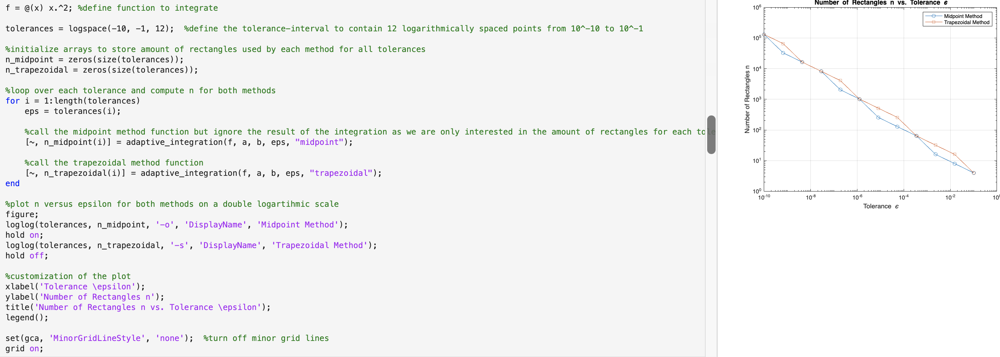 f = @(x) x.^2; %define function to integrate
tolerances = logspace(-10, -1, 12);  %define the tolerance-interval to contain 12 logarithmically spaced points from 10^-10 to 10^-1
%initialize arrays to store amount of rectangles used by each method for all tolerances
n_midpoint = zeros(size(tolerances));
n_trapezoidal = zeros(size(tolerances));
%loop over each tolerance and compute n for both methods
for i = 1:length(tolerances)
    eps = tolerances(i);
    %call the midpoint method function but ignore the result of the integration as we are only interested in the amount of rectangles for each tole
    [~, n_midpoint(i)] = adaptive_integration(f, a, b, eps, "midpoint");
    %call the trapezoidal method function
    [~, n_trapezoidal(i)] = adaptive_integration(f, a, b, eps, "trapezoidal");
end
%plot n versus epsilon for both methods on a double logartihmic scale
figure;
loglog(tolerances, n_midpoint, '-o', 'DisplayName', 'Midpoint Method');
hold on;
loglog(tolerances, n_trapezoidal, '-s', 'DisplayName', 'Trapezoidal Method');
hold off;
%customization of the plot
xlabel('Tolerance \epsilon');
ylabel('Number of Rectangles n');
title('Number of Rectangles n vs. Tolerance \epsilon');
legend();
set(gca, 'MinorGridLineStyle', 'none');  %turn off minor grid lines
grid on;
Number of Rectangles n vs. Tolerance ϵ
Midpoint Method
Trapezoidal Method
Number of Rectangles n
10^6
10^5
10^4
10^3
10^2
10^1
10^0
10^-10 10^-8 10^-6 10^-4 10^-2 10^0
Tolerance ϵ